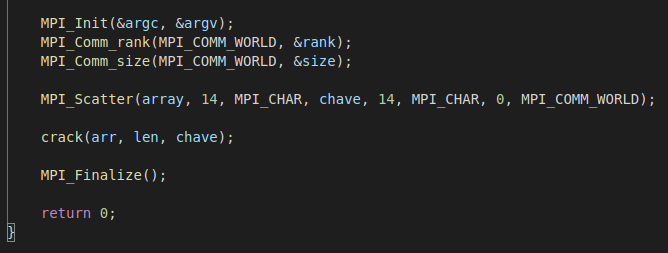 MPI_Init(&argc, &argv);
MPI_Comm_rank(MPI_COMM_WORLD, &rank);
MPI_Comm_size(MPI_COMM_WORLD, &size);
MPI_Scatter(array, 14, MPI_CHAR, chave, 14, MPI_CHAR, 0, MPI_COMM_WORLD);
crack(arr, len, chave);
MPI_Finalize();
return 0;
}